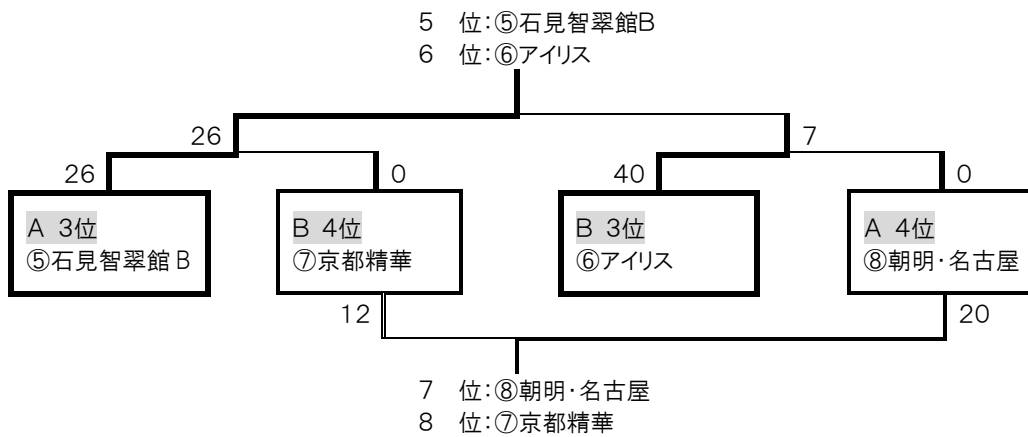 5 位:⑤石見智翠館B
6 位:⑥アイリス
26
7
26
0
40
0
A 3位
⑤石見智翠館B
B 4位
⑦京都精華
B 3位
⑥アイリス
A 4位
⑧朝明・名古屋
12
20
7 位:⑧朝明・名古屋
8 位:⑦京都精華